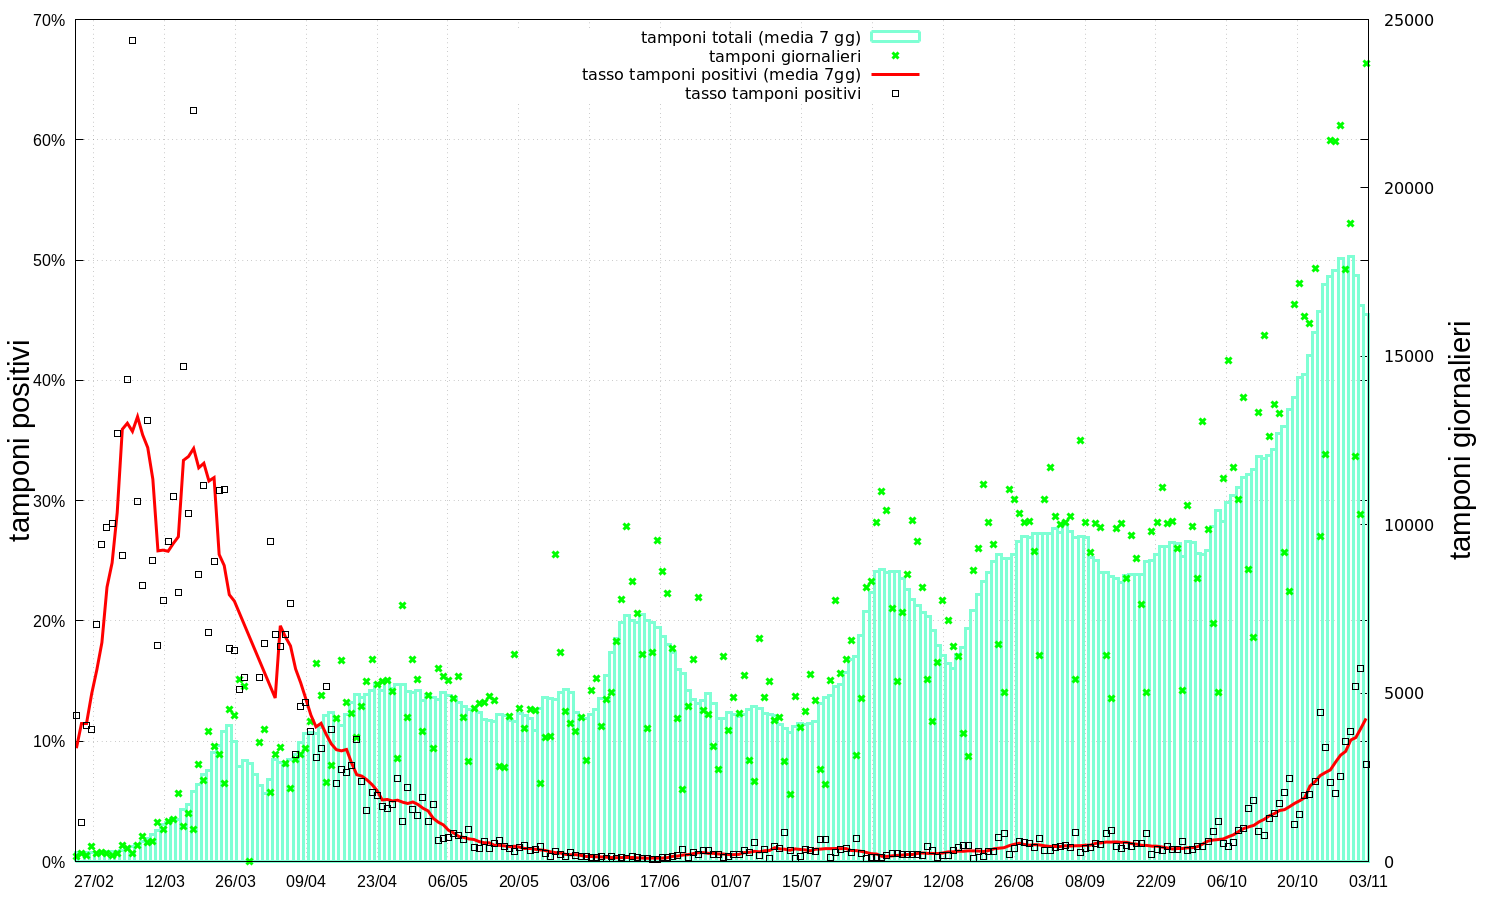 tamponi totali (media 7 gg)
tamponi giornalieri
tasso tamponi positivi (media 7gg)
tasso tamponi positivi
tamponi positivi
70%
60%
50%
40%
30%
20%
10%
0%
25000
20000
15000
10000
5000
0
tamponi giornalieri
27/02 12/03 26/03 09/04 23/04 06/05 20/05 03/06 17/06 01/07 15/07 29/07 12/08 26/08 08/09 22/09 06/10 20/10 03/11